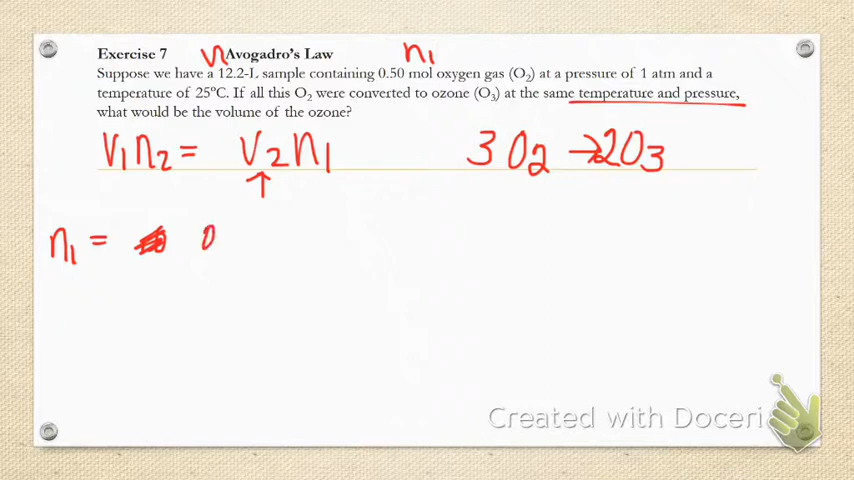 Exercise 7 V1 Avogadro's Law n1
Suppose we have a 12.2-L sample containing 0.50 mol oxygen gas (O₂) at a pressure of 1 atm and a
temperature of 25°C. If all this O₂ were converted to ozone (O₃) at the same temperature and pressure,
what would be the volume of the ozone?
V1n2 = V2n1 3O2 → 2O3
n1 = 0
Created with Doceri